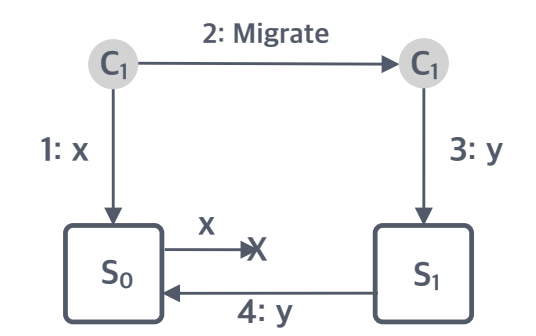 2: Migrate
C₁
C₁
1: x
3: y
x
X
S₀
S₁
4: y